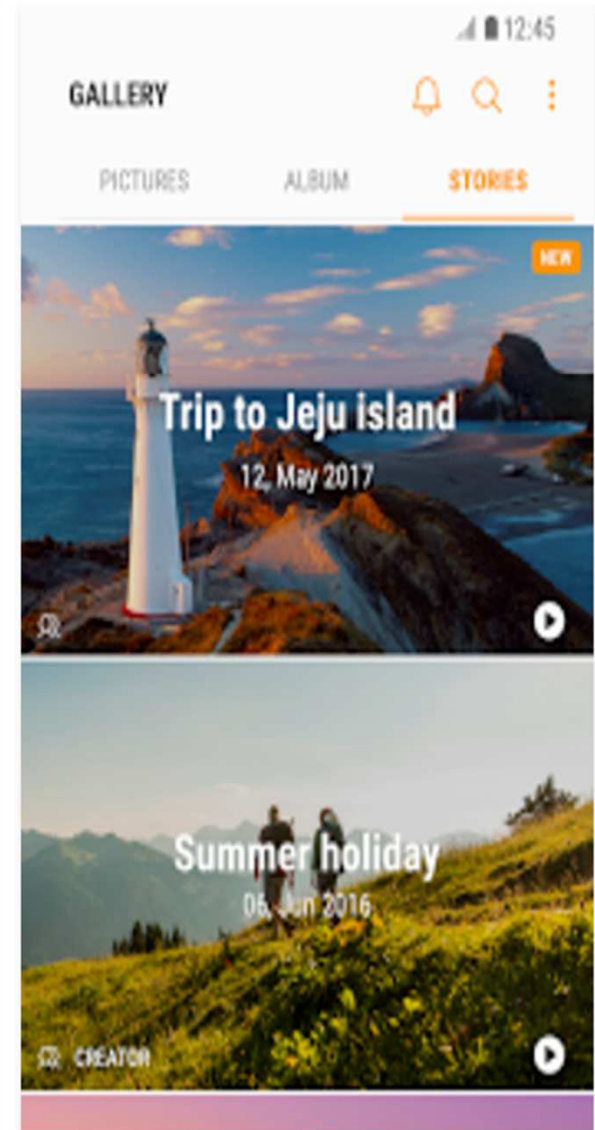 12:45
GALLERY
PICTURES ALBUM STORIES
NEW
Trip to Jeju island
12, May 2017
Summer holiday
06, Jun 2016
CREATOR